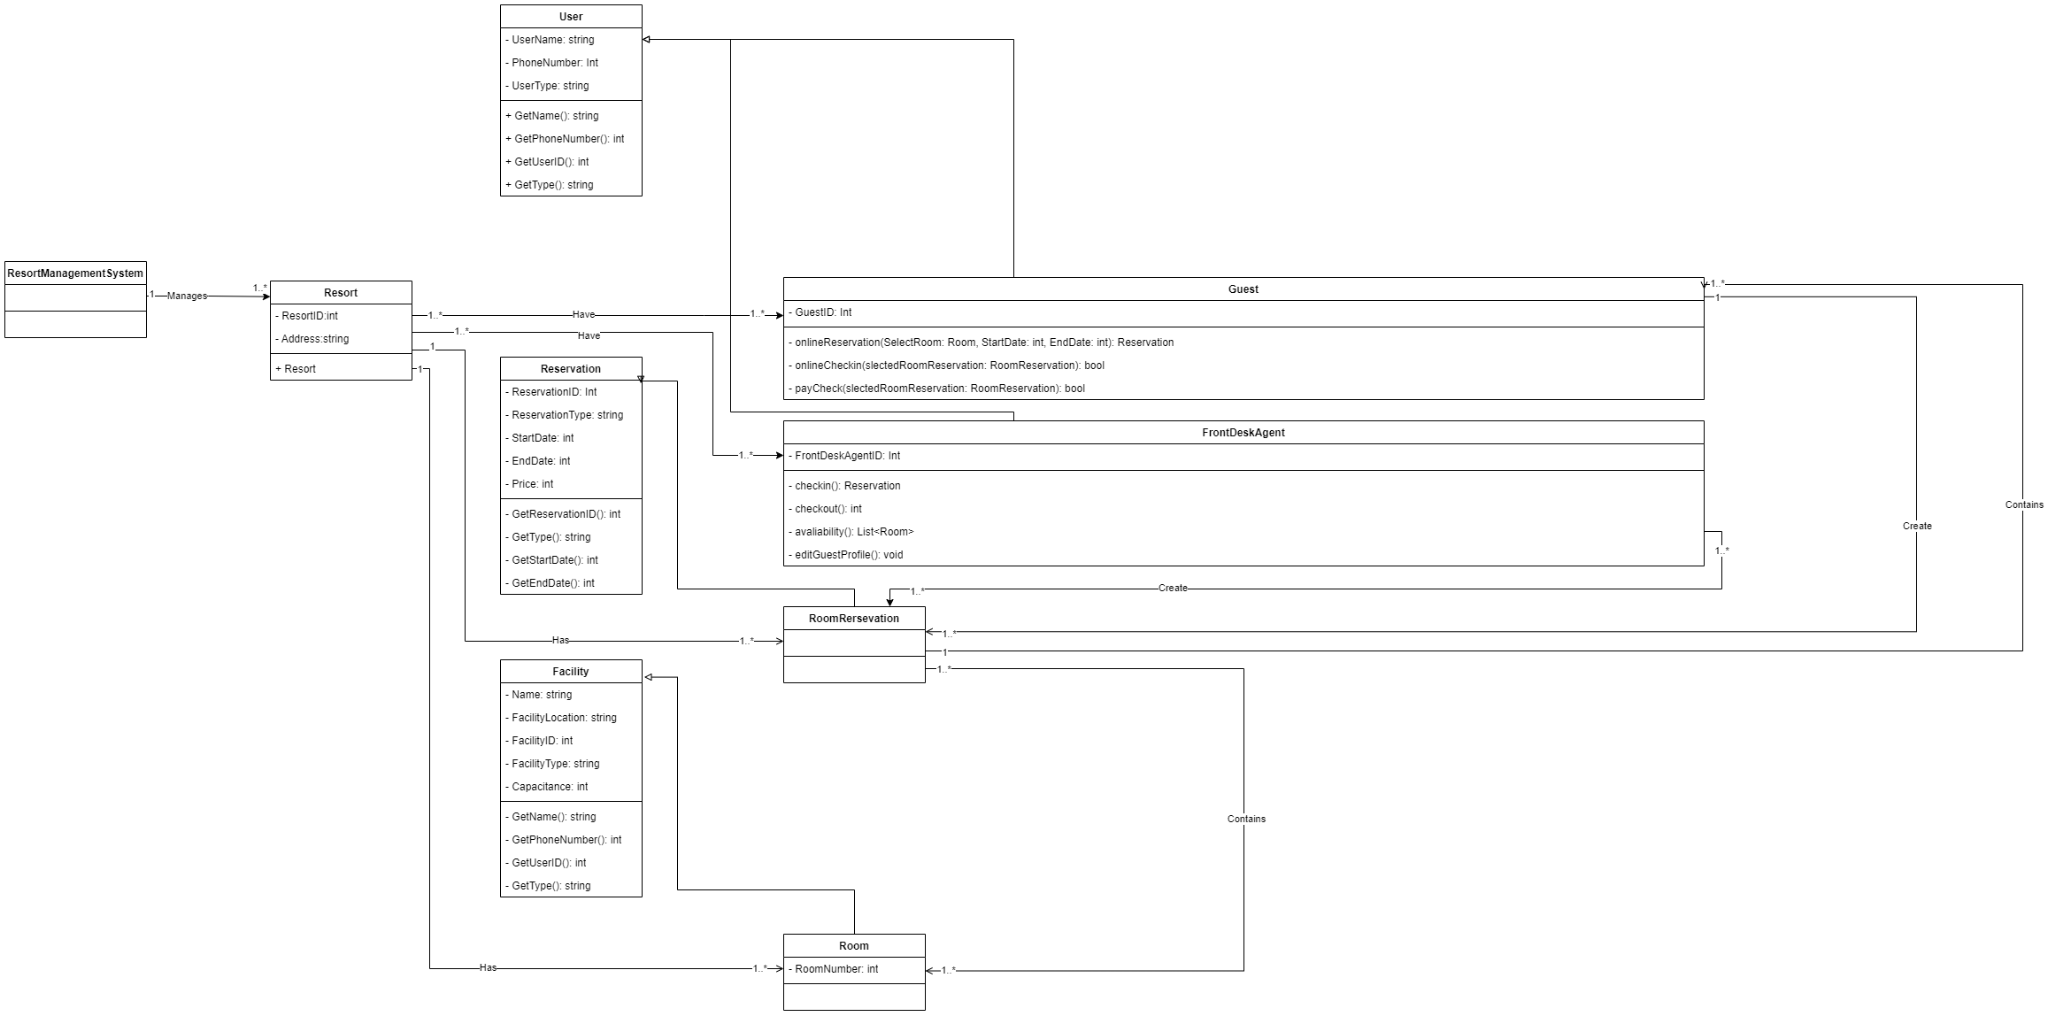 User
- UserName: string
- PhoneNumber: Int
- UserType: string
+ GetName(): string
+ GetPhoneNumber(): int
+ GetUserID(): int
+ GetType(): string
ResortManagementSystem
1
Manages
1..*
Resort
- ResortID:int
- Address:string
+ Resort
1..*
Have
1..*
1..*
Have
1..*
1
Has
1..*
1
Has
1..*
Guest
- GuestID: Int
- onlineReservation(SelectRoom: Room, StartDate: int, EndDate: int): Reservation
- onlineCheckin(slectedRoomReservation: RoomReservation): bool
- payCheck(slectedRoomReservation: RoomReservation): bool
1..*
1
Reservation
- ReservationID: Int
- ReservationType: string
- StartDate: int
- EndDate: int
- Price: int
- GetReservationID(): int
- GetType(): string
- GetStartDate(): int
- GetEndDate(): int
FrontDeskAgent
- FrontDeskAgentID: Int
- checkin(): Reservation
- checkout(): int
- avaliability(): List<Room>
- editGuestProfile(): void
1..*
Create
1..*
Contains
Create
RoomRersevation
1..*
1
1..*
Facility
- Name: string
- FacilityLocation: string
- FacilityID: int
- FacilityType: string
- Capacitance: int
- GetName(): string
- GetPhoneNumber(): int
- GetUserID(): int
- GetType(): string
Contains
Room
- RoomNumber: int
1..*